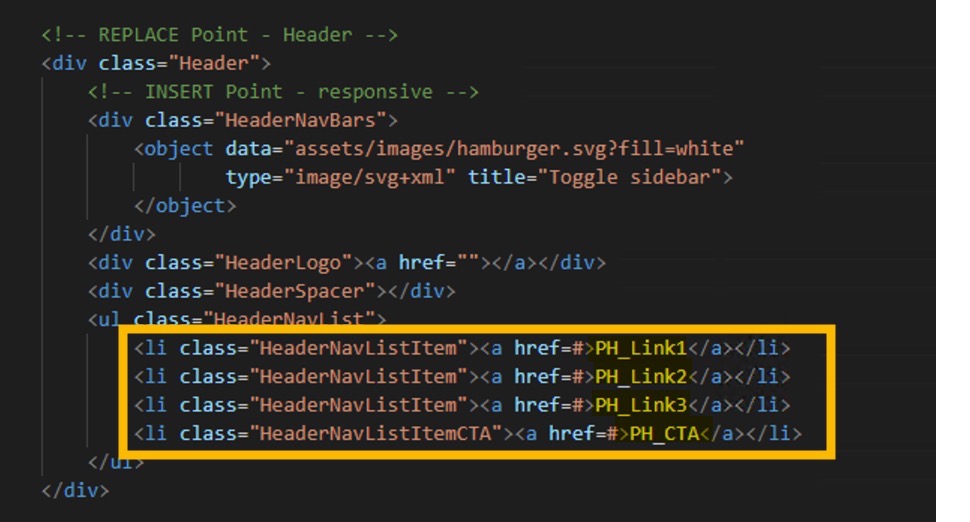 <!-- REPLACE Point - Header -->
<div class="Header">
<!-- INSERT Point - responsive -->
<div class="HeaderNavBars">
<object data="assets/images/hamburger.svg?fill=white"
type="image/svg+xml" title="Toggle sidebar">
</object>
</div>
<div class="HeaderLogo"><a href=""></a></div>
<div class="HeaderSpacer"></div>
<ul class="HeaderNavList">
<li class="HeaderNavListItem"><a href=#>PH_Link1</a></li>
<li class="HeaderNavListItem"><a href=#>PH_Link2</a></li>
<li class="HeaderNavListItem"><a href=#>PH_Link3</a></li>
<li class="HeaderNavListItemCTA"><a href=#>PH_CTA</a></li>
</ul>
</div>